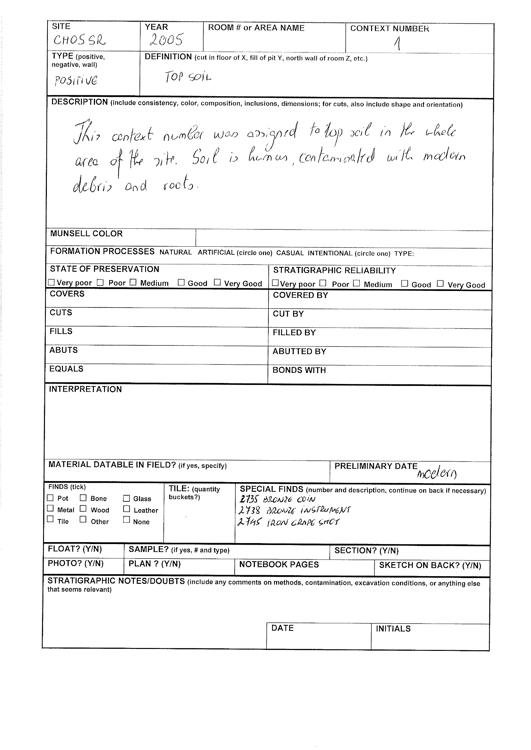 SITE YEAR ROOM # or AREA NAME CONTEXT NUMBER
CHOSSR 2005 1
TYPE (positive, negative, wall) DEFINITION (cut in floor of X, fill of pit Y, north wall of room Z, etc.)
POSITIVE TOP SOIL
DESCRIPTION (include consistency, color, composition, inclusions, dimensions; for cuts, also include shape and orientation)
This context number was assigned to top soil in the whole
area of the site. Soil is humus, contaminated with modern
debris and roots.
MUNSELL COLOR
FORMATION PROCESSES NATURAL ARTIFICIAL (circle one) CASUAL INTENTIONAL (circle one) TYPE:
STATE OF PRESERVATION STRATIGRAPHIC RELIABILITY
☐Very poor ☐ Poor ☐ Medium ☐ Good ☐ Very Good ☐Very poor ☐ Poor ☐ Medium ☐ Good ☐ Very Good
COVERS COVERED BY
CUTS CUT BY
FILLS FILLED BY
ABUTS ABUTTED BY
EQUALS BONDS WITH
INTERPRETATION
MATERIAL DATABLE IN FIELD? (if yes, specify) PRELIMINARY DATE
modern
FINDS (tick) TILE: (quantity buckets?) SPECIAL FINDS (number and description, continue on back if necessary)
☐ Pot ☐ Bone ☐ Glass 2735 BRONZE COIN
☐ Metal ☐ Wood ☐ Leather 2738 BRONZE INSTRUMENT
☐ Tile ☐ Other ☐ None 2745 IRON GRAPE SHOT
FLOAT? (Y/N) SAMPLE? (if yes, # and type) SECTION? (Y/N)
PHOTO? (Y/N) PLAN ? (Y/N) NOTEBOOK PAGES SKETCH ON BACK? (Y/N)
STRATIGRAPHIC NOTES/DOUBTS (include any comments on methods, contamination, excavation conditions, or anything else
that seems relevant)
DATE INITIALS